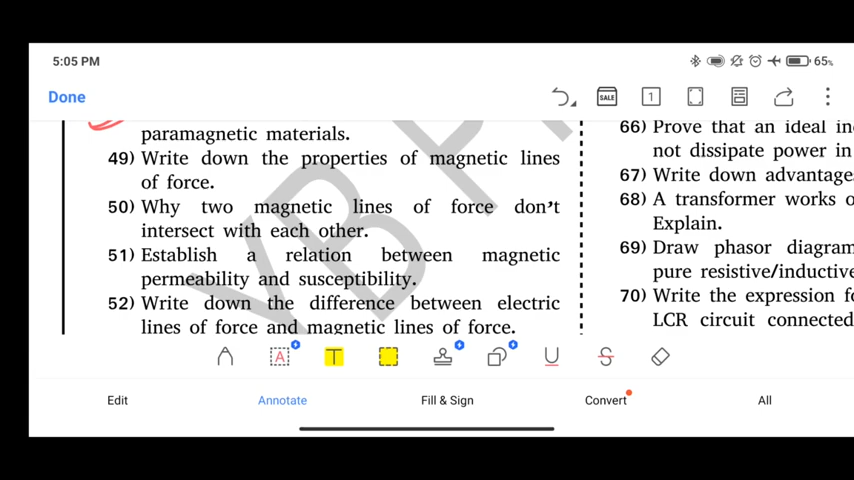 5:05 PM
65%
Done
SALE
1
paramagnetic materials.
49) Write down the properties of magnetic lines
of force.
50) Why two magnetic lines of force don't
intersect with each other.
51) Establish a relation between magnetic
permeability and susceptibility.
52) Write down the difference between electric
lines of force and magnetic lines of force.
66) Prove that an ideal in
not dissipate power in
67) Write down advantage
68) A transformer works o
Explain.
69) Draw phasor diagram
pure resistive/inductive
70) Write the expression fo
LCR circuit connected
YB P
A
T
U
S
Edit
Annotate
Fill & Sign
Convert
All